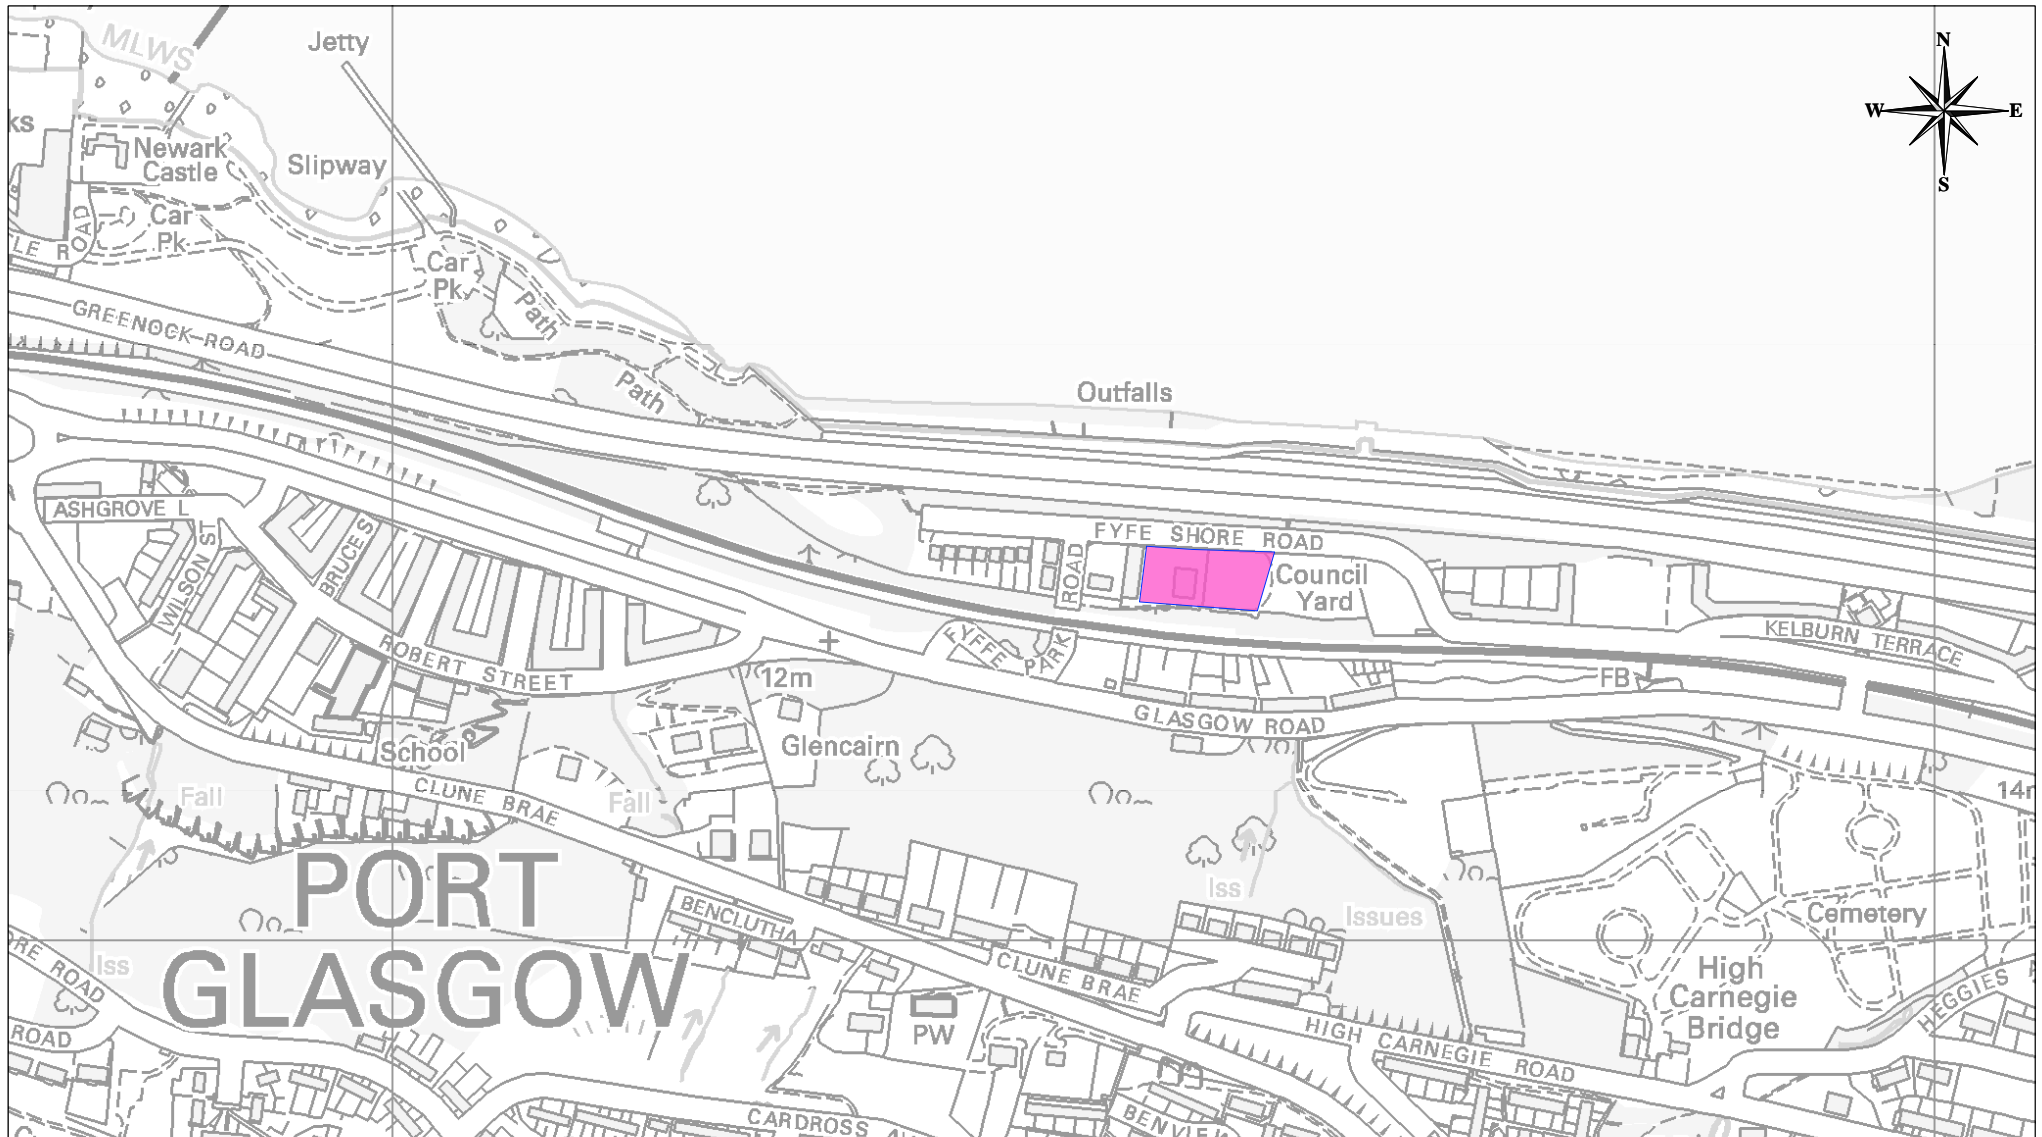 MLWS
Jetty
N
W
E
S
KS
Newark
Castle
Slipway
Car
Pk
LE ROAD
Car
Pk
Path
GREENOCK ROAD
Path
Outfalls
ASHGROVE L
WILSON ST
BRUCE S
FYFE SHORE ROAD
ROAD
Council
Yard
KELBURN TERRACE
FYFFE PARK
ROBERT STREET
12m
FB
GLASGOW ROAD
School
Glencairn
Fall
CLUNE BRAE
Fall
14m
PORT
GLASGOW
Iss
Issues
BENCLUTHA
Cemetery
ORE ROAD
Iss
CLUNE BRAE
High
Carnegie
Bridge
HEGGIES
ROAD
PW
HIGH CARNEGIE ROAD
CARDROSS AV
BENVIEW